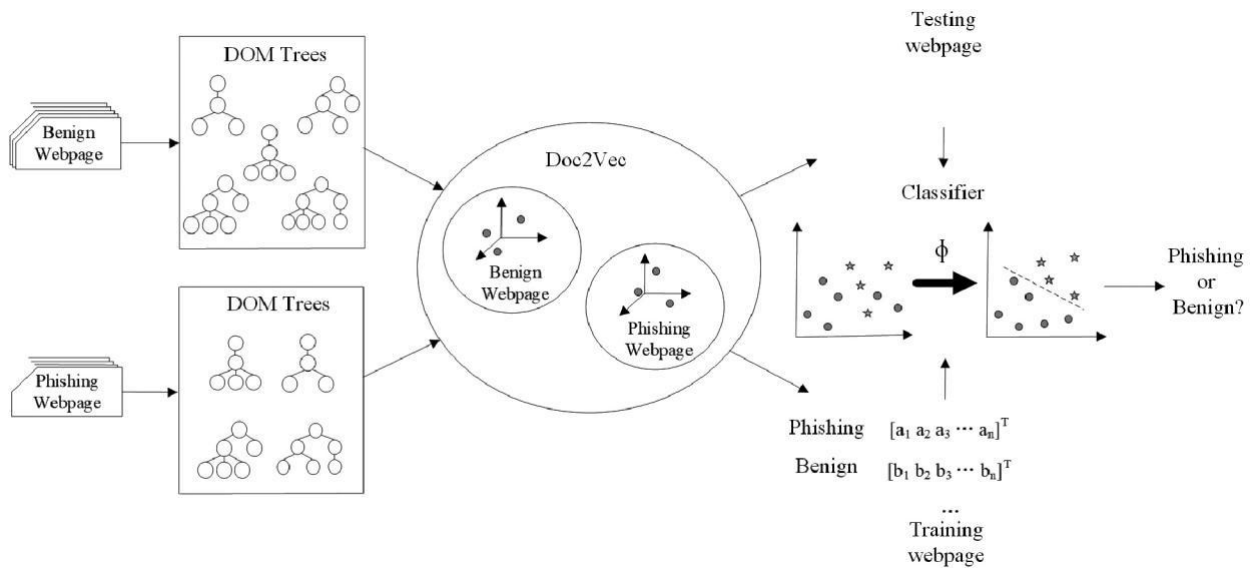 Benign
Webpage
DOM Trees
Phishing
Webpage
DOM Trees
Doc2Vec
Benign
Webpage
Phishing
Webpage
Testing
webpage
Classifier
ϕ
Phishing
or
Benign?
Phishing [a₁ a₂ a₃ ⋯ aₙ]ᵀ
Benign [b₁ b₂ b₃ ⋯ bₙ]ᵀ
...
Training
webpage